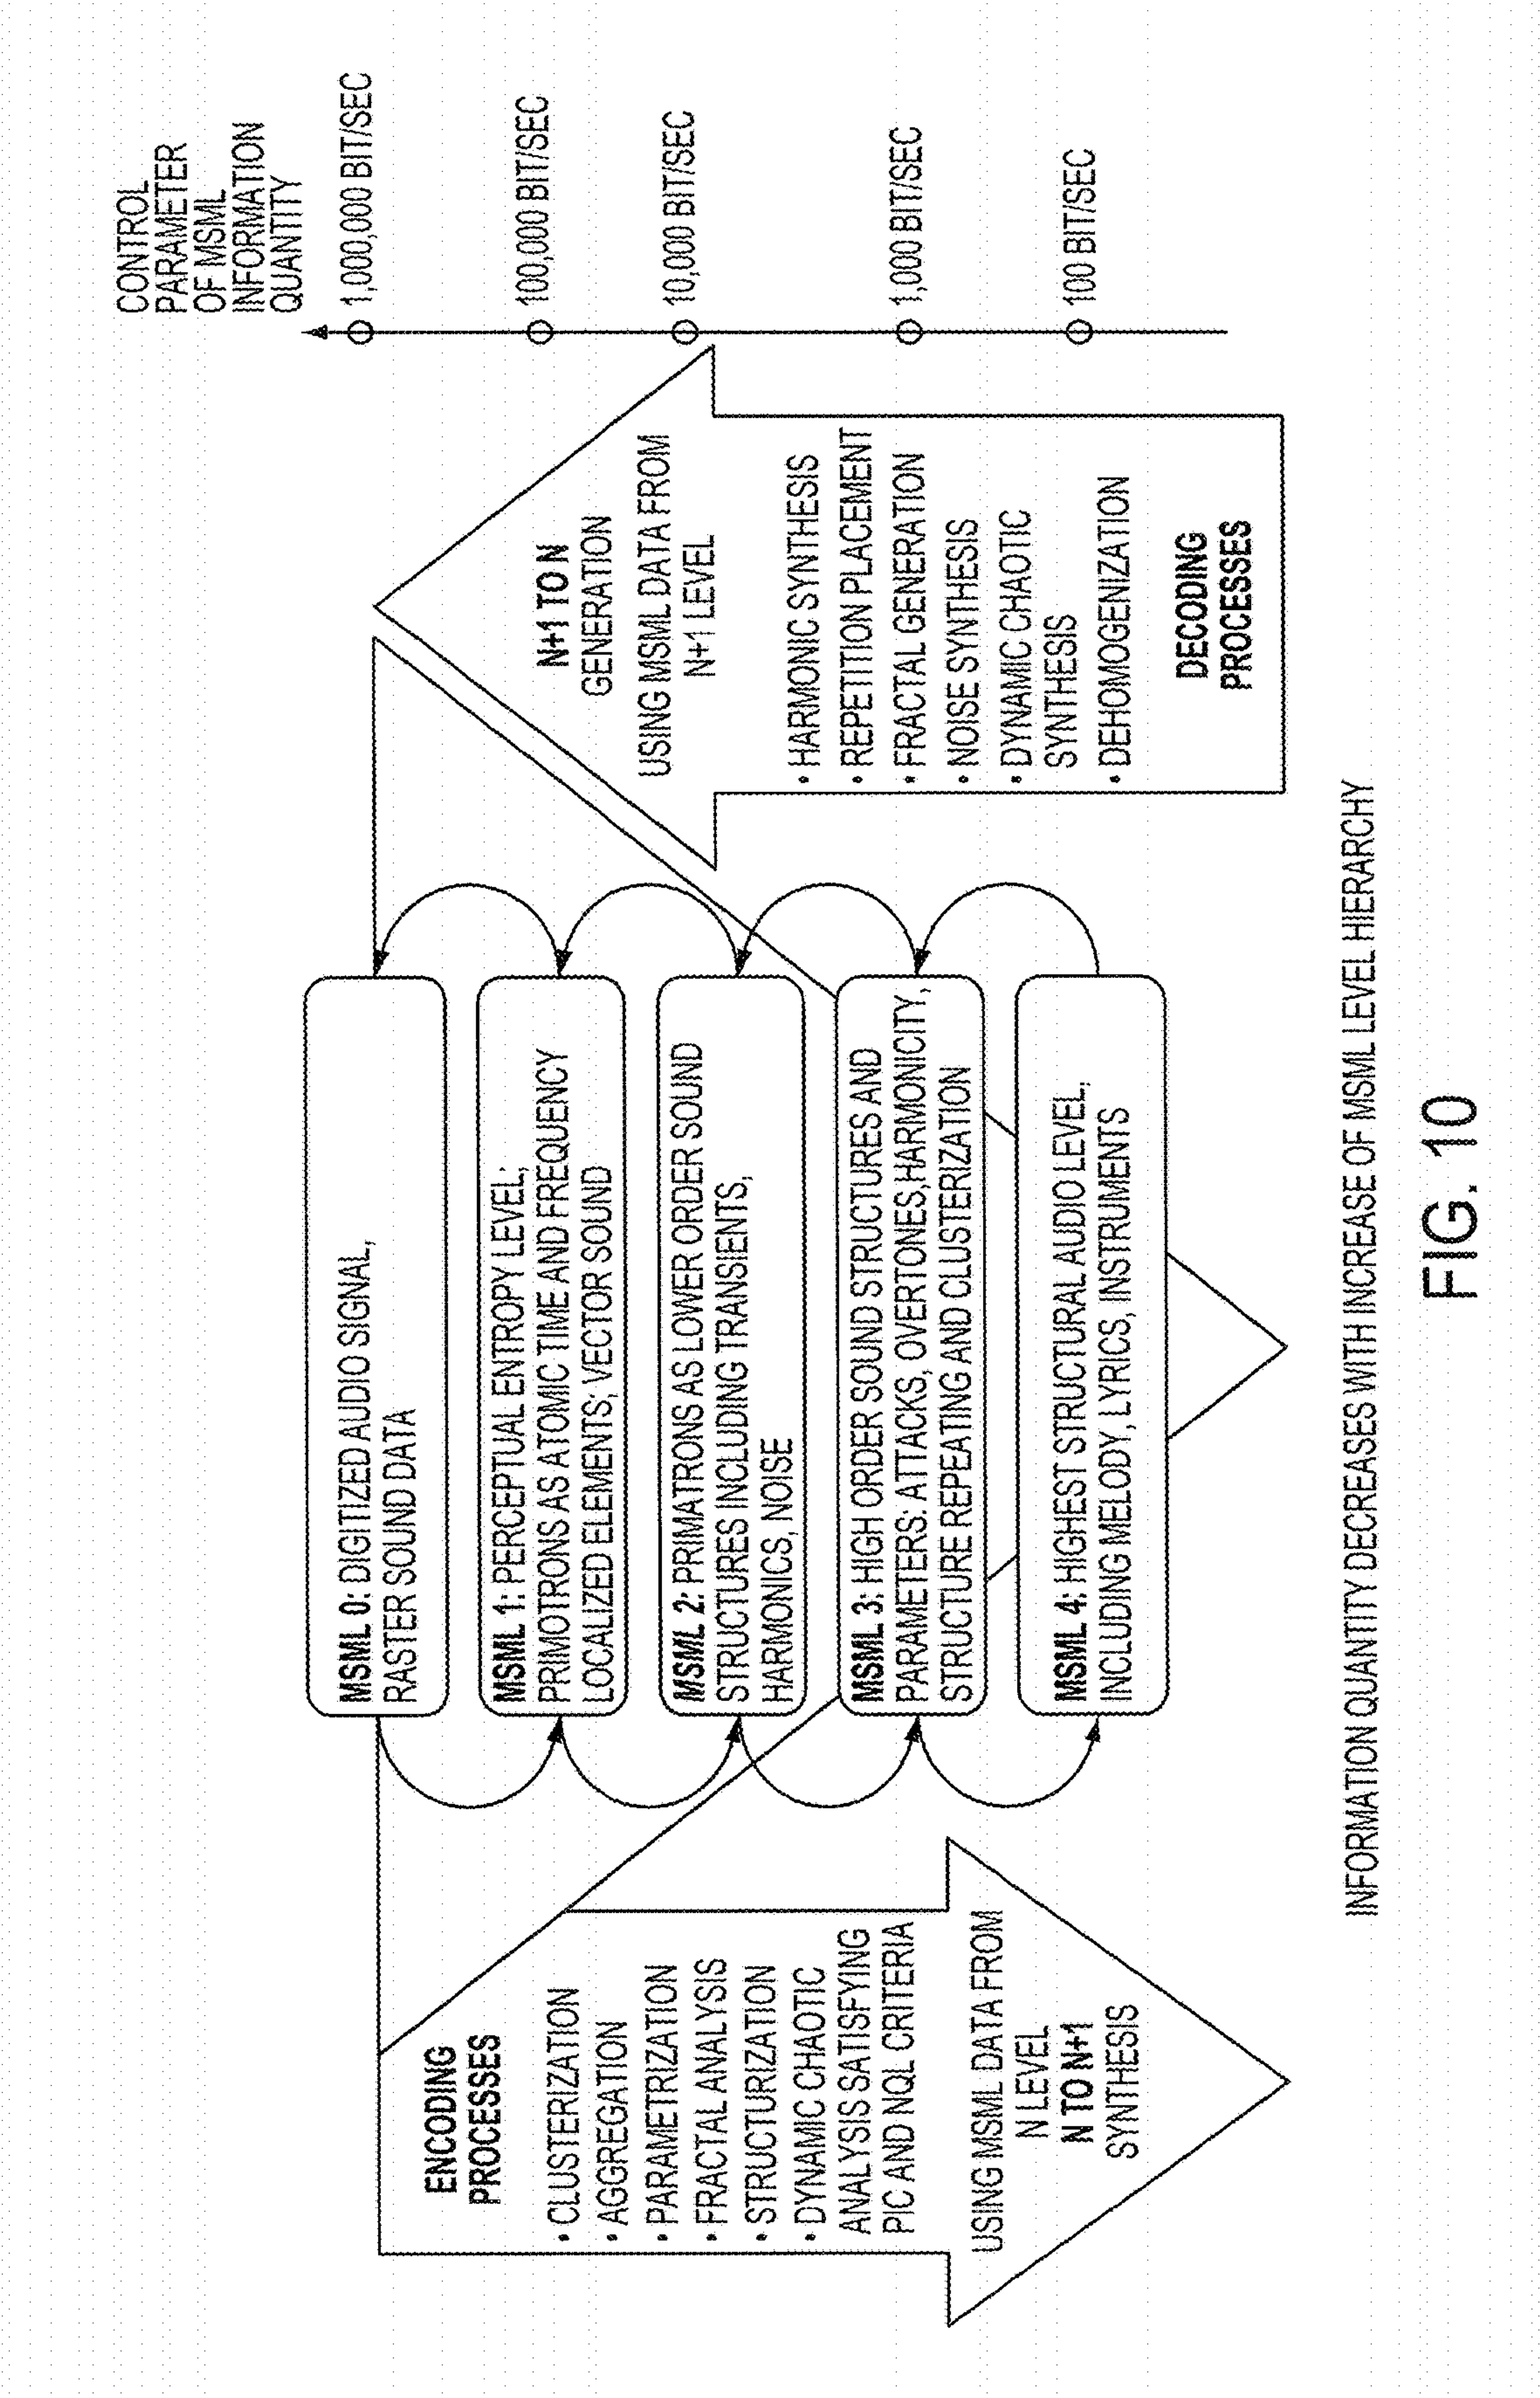 ENCODING
PROCESSES
• CLUSTERIZATION
• AGGREGATION
• PARAMETRIZATION
• FRACTAL ANALYSIS
• STRUCTURIZATION
• DYNAMIC CHAOTIC
ANALYSIS SATISFYING
PIC AND NQL CRITERIA
USING MSML DATA FROM
N LEVEL
N TO N+1
SYNTHESIS
MSML 0: DIGITIZED AUDIO SIGNAL,
RASTER SOUND DATA
MSML 1: PERCEPTUAL ENTROPY LEVEL;
PRIMOTRONS AS ATOMIC TIME AND FREQUENCY
LOCALIZED ELEMENTS; VECTOR SOUND
MSML 2: PRIMATRONS AS LOWER ORDER SOUND
STRUCTURES INCLUDING TRANSIENTS,
HARMONICS, NOISE
MSML 3: HIGH ORDER SOUND STRUCTURES AND
PARAMETERS: ATTACKS, OVERTONES,HARMONICITY,
STRUCTURE REPEATING AND CLUSTERIZATION
MSML 4: HIGHEST STRUCTURAL AUDIO LEVEL,
INCLUDING MELODY, LYRICS, INSTRUMENTS
N+1 TO N
GENERATION
USING MSML DATA FROM
N+1 LEVEL
• HARMONIC SYNTHESIS
• REPETITION PLACEMENT
• FRACTAL GENERATION
• NOISE SYNTHESIS
• DYNAMIC CHAOTIC
SYNTHESIS
• DEHOMOGENIZATION
DECODING
PROCESSES
CONTROL
PARAMETER
OF MSML
INFORMATION
QUANTITY
1,000,000 BIT/SEC
100,000 BIT/SEC
10,000 BIT/SEC
1,000 BIT/SEC
100 BIT/SEC
INFORMATION QUANTITY DECREASES WITH INCREASE OF MSML LEVEL HIERARCHY
FIG. 10